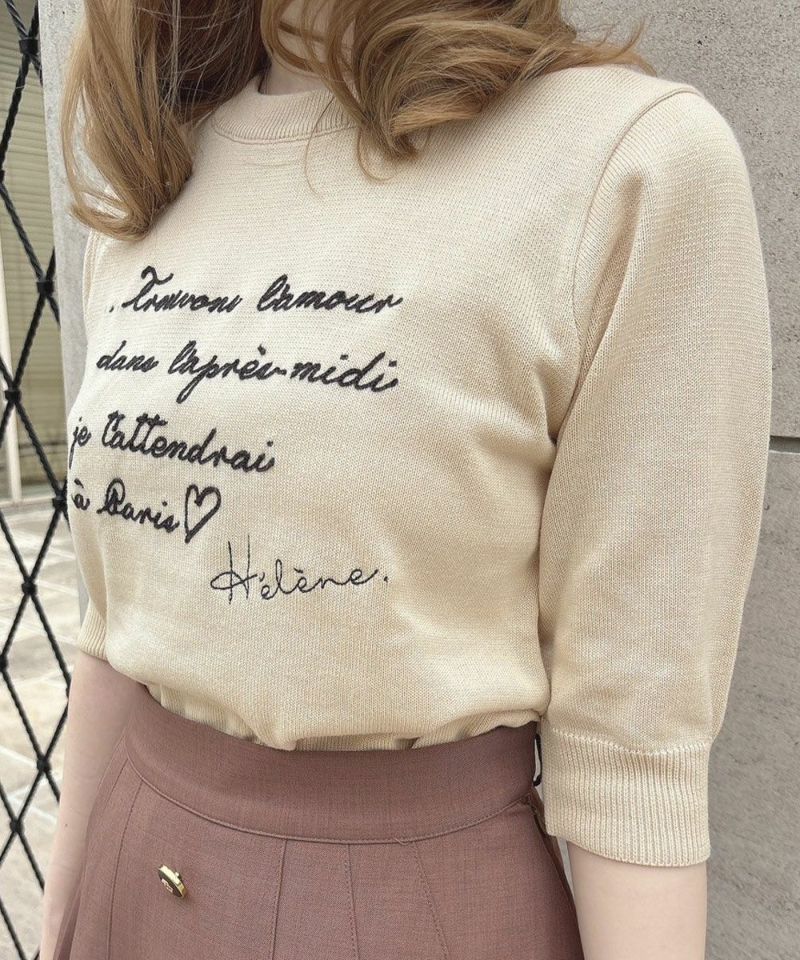 . Trouvons l'amour
dans l'après-midi
je t'attendrai
à Paris♡
Hélène.